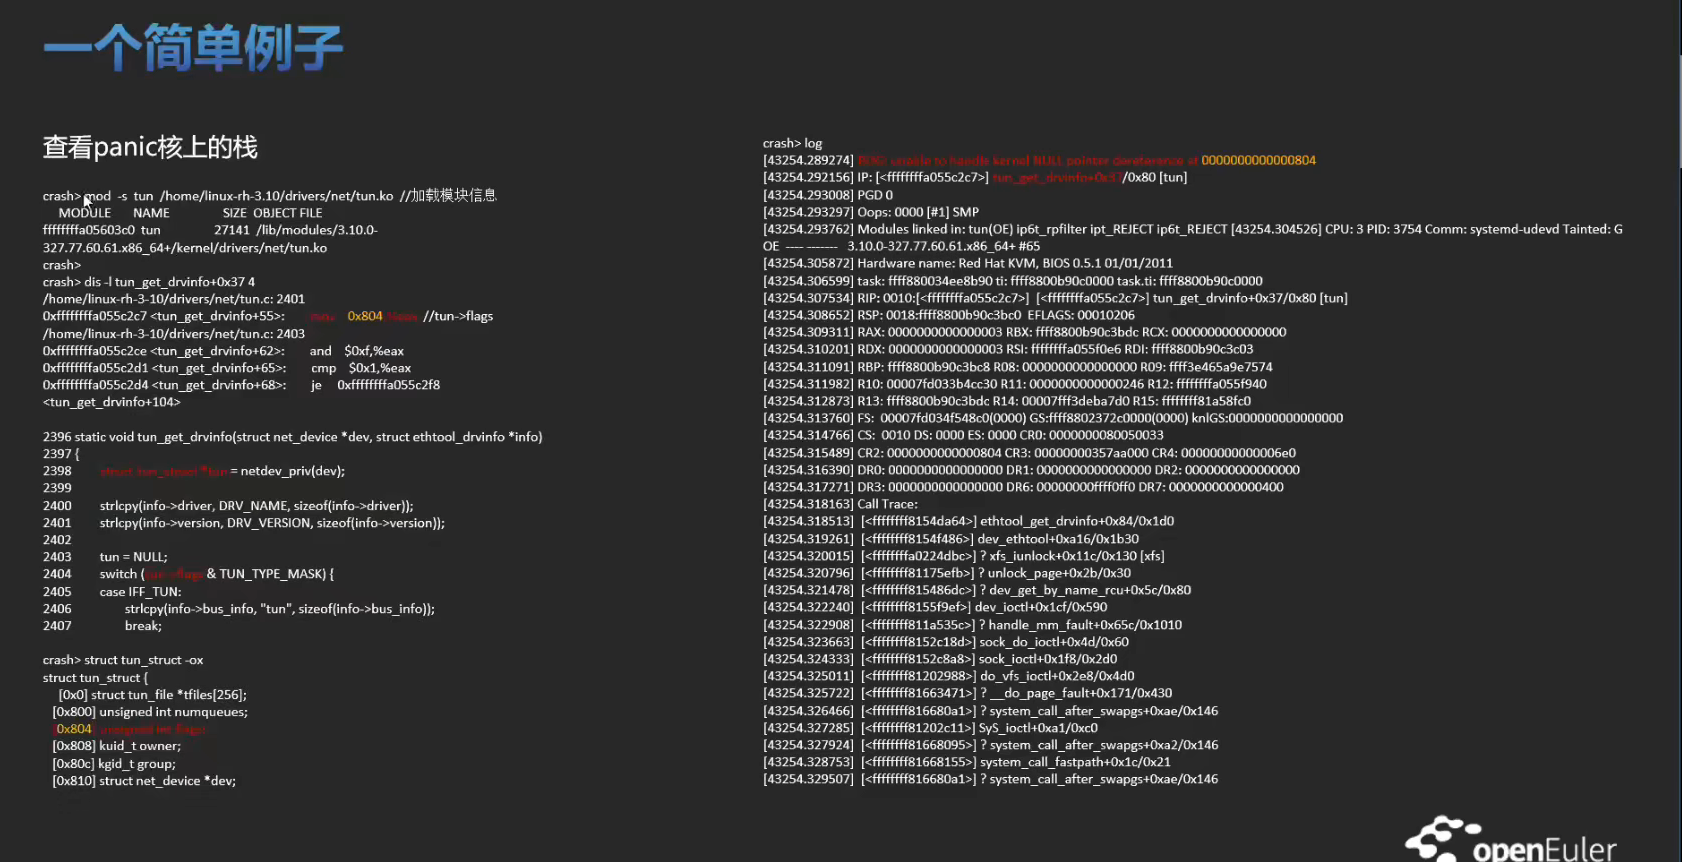 一个简单例子
查看panic核上的栈
crash> mod -s tun /home/linux-rh-3.10/drivers/net/tun.ko //加载模块信息
MODULE NAME SIZE OBJECT FILE
ffffffffa05603c0 tun 27141 /lib/modules/3.10.0-
327.77.60.61.x86_64+/kernel/drivers/net/tun.ko
crash>
crash> dis -l tun_get_drvinfo+0x37 4
/home/linux-rh-3-10/drivers/net/tun.c: 2401
0xffffffffa055c2c7 <tun_get_drvinfo+55>: mov 0x804,%eax //tun->flags
/home/linux-rh-3-10/drivers/net/tun.c: 2403
0xffffffffa055c2ce <tun_get_drvinfo+62>: and $0xf,%eax
0xffffffffa055c2d1 <tun_get_drvinfo+65>: cmp $0x1,%eax
0xffffffffa055c2d4 <tun_get_drvinfo+68>: je 0xffffffffa055c2f8
<tun_get_drvinfo+104>
2396 static void tun_get_drvinfo(struct net_device *dev, struct ethtool_drvinfo *info)
2397 {
2398 struct tun_struct *tun = netdev_priv(dev);
2399
2400 strlcpy(info->driver, DRV_NAME, sizeof(info->driver));
2401 strlcpy(info->version, DRV_VERSION, sizeof(info->version));
2402
2403 tun = NULL;
2404 switch (tun->flags & TUN_TYPE_MASK) {
2405 case IFF_TUN:
2406 strlcpy(info->bus_info, "tun", sizeof(info->bus_info));
2407 break;
crash> struct tun_struct -ox
struct tun_struct {
[0x0] struct tun_file *tfiles[256];
[0x800] unsigned int numqueues;
[0x804] unsigned int flags;
[0x808] kuid_t owner;
[0x80c] kgid_t group;
[0x810] struct net_device *dev;
crash> log
[43254.289274] BUG: unable to handle kernel NULL pointer dereference at 0000000000000804
[43254.292156] IP: [<ffffffffa055c2c7>] tun_get_drvinfo+0x37/0x80 [tun]
[43254.293008] PGD 0
[43254.293297] Oops: 0000 [#1] SMP
[43254.293762] Modules linked in: tun(OE) ip6t_rpfilter ipt_REJECT ip6t_REJECT [43254.304526] CPU: 3 PID: 3754 Comm: systemd-udevd Tainted: G
OE ---- ------- 3.10.0-327.77.60.61.x86_64+ #65
[43254.305872] Hardware name: Red Hat KVM, BIOS 0.5.1 01/01/2011
[43254.306599] task: ffff880034ee8b90 ti: ffff8800b90c0000 task.ti: ffff8800b90c0000
[43254.307534] RIP: 0010:[<ffffffffa055c2c7>] [<ffffffffa055c2c7>] tun_get_drvinfo+0x37/0x80 [tun]
[43254.308652] RSP: 0018:ffff8800b90c3bc0 EFLAGS: 00010206
[43254.309311] RAX: 0000000000000003 RBX: ffff8800b90c3bdc RCX: 0000000000000000
[43254.310201] RDX: 0000000000000003 RSI: ffffffffa055f0e6 RDI: ffff8800b90c3c03
[43254.311091] RBP: ffff8800b90c3bc8 R08: 0000000000000000 R09: ffff3e465a9e7574
[43254.311982] R10: 00007fd033b4cc30 R11: 0000000000000246 R12: ffffffffa055f940
[43254.312873] R13: ffff8800b90c3bdc R14: 00007fff3deba7d0 R15: ffffffff81a58fc0
[43254.313760] FS: 00007fd034f548c0(0000) GS:ffff8802372c0000(0000) knlGS:0000000000000000
[43254.314766] CS: 0010 DS: 0000 ES: 0000 CR0: 0000000080050033
[43254.315489] CR2: 0000000000000804 CR3: 00000000357aa000 CR4: 00000000000006e0
[43254.316390] DR0: 0000000000000000 DR1: 0000000000000000 DR2: 0000000000000000
[43254.317271] DR3: 0000000000000000 DR6: 00000000ffff0ff0 DR7: 0000000000000400
[43254.318163] Call Trace:
[43254.318513] [<ffffffff8154da64>] ethtool_get_drvinfo+0x84/0x1d0
[43254.319261] [<ffffffff8154f486>] dev_ethtool+0xa16/0x1b30
[43254.320015] [<ffffffffa0224dbc>] ? xfs_iunlock+0x11c/0x130 [xfs]
[43254.320796] [<ffffffff81175efb>] ? unlock_page+0x2b/0x30
[43254.321478] [<ffffffff815486dc>] ? dev_get_by_name_rcu+0x5c/0x80
[43254.322240] [<ffffffff8155f9ef>] dev_ioctl+0x1cf/0x590
[43254.322908] [<ffffffff811a535c>] ? handle_mm_fault+0x65c/0x1010
[43254.323663] [<ffffffff8152c18d>] sock_do_ioctl+0x4d/0x60
[43254.324333] [<ffffffff8152c8a8>] sock_ioctl+0x1f8/0x2d0
[43254.325011] [<ffffffff81202988>] do_vfs_ioctl+0x2e8/0x4d0
[43254.325722] [<ffffffff81663471>] ? __do_page_fault+0x171/0x430
[43254.326466] [<ffffffff816680a1>] ? system_call_after_swapgs+0xae/0x146
[43254.327285] [<ffffffff81202c11>] SyS_ioctl+0xa1/0xc0
[43254.327924] [<ffffffff81668095>] ? system_call_after_swapgs+0xa2/0x146
[43254.328753] [<ffffffff81668155>] system_call_fastpath+0x1c/0x21
[43254.329507] [<ffffffff816680a1>] ? system_call_after_swapgs+0xae/0x146
openEuler